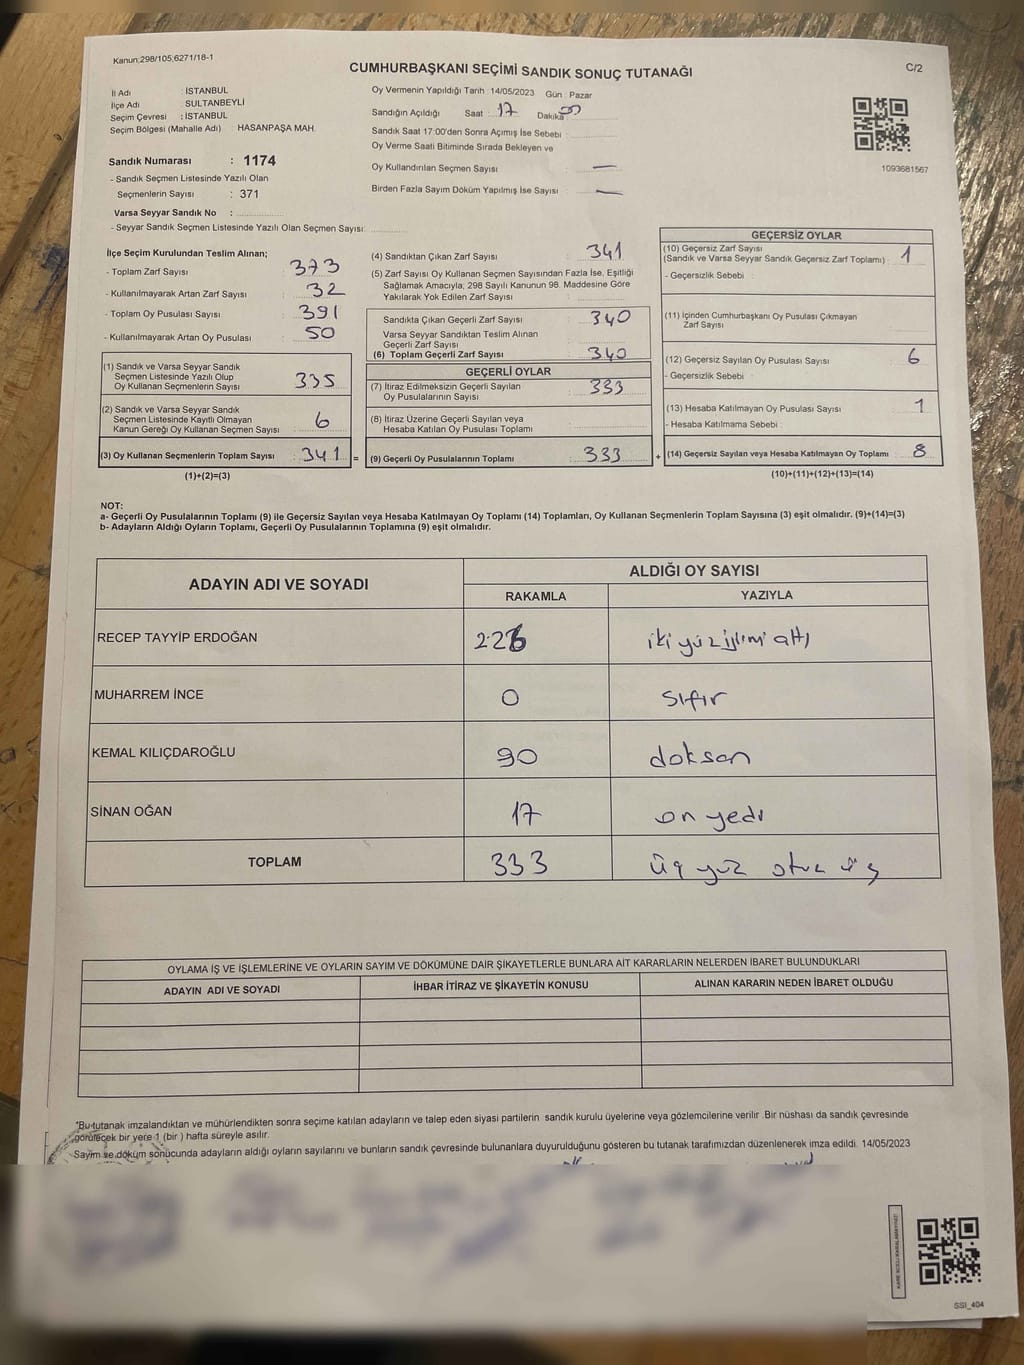 Kanun;298/105;6271/18-1
CUMHURBAŞKANI SEÇİMİ SANDIK SONUÇ TUTANAĞI
C/2
İl Adı : İSTANBUL
İlçe Adı : SULTANBEYLİ
Seçim Çevresi : İSTANBUL
Seçim Bölgesi (Mahalle Adı) : HASANPAŞA MAH.
Sandık Numarası : 1174
- Sandık Seçmen Listesinde Yazılı Olan
Seçmenlerin Sayısı : 371
Varsa Seyyar Sandık No :
- Seyyar Sandık Seçmen Listesinde Yazılı Olan Seçmen Sayısı:
Oy Vermenin Yapıldığı Tarih : 14/05/2023 Gün : Pazar
Sandığın Açıldığı Saat : 17 Dakika
Sandık Saat 17:00'den Sonra Açımış İse Sebebi :
Oy Verme Saati Bitiminde Sırada Bekleyen ve
Oy Kullandırılan Seçmen Sayısı : —
Birden Fazla Sayım Döküm Yapılmış İse Sayısı : —
1093681567
İlçe Seçim Kurulundan Teslim Alınan;
- Toplam Zarf Sayısı : 373
- Kullanılmayarak Artan Zarf Sayısı : 32
- Toplam Oy Pusulası Sayısı : 391
- Kullanılmayarak Artan Oy Pusulası : 50
(1) Sandık ve Varsa Seyyar Sandık
Seçmen Listesinde Yazılı Olup
Oy Kullanan Seçmenlerin Sayısı : 335
(2) Sandık ve Varsa Seyyar Sandık
Seçmen Listesinde Kayıtlı Olmayan
Kanun Gereği Oy Kullanan Seçmen Sayısı : 6
(3) Oy Kullanan Seçmenlerin Toplam Sayısı : 341 =
(1)+(2)=(3)
(4) Sandıktan Çıkan Zarf Sayısı : 341
(5) Zarf Sayısı Oy Kullanan Seçmen Sayısından Fazla İse, Eşitliği
Sağlamak Amacıyla, 298 Sayılı Kanunun 98. Maddesine Göre
Yakılarak Yok Edilen Zarf Sayısı :
Sandıkta Çıkan Geçerli Zarf Sayısı : 340
Varsa Seyyar Sandıktan Teslim Alınan
Geçerli Zarf Sayısı :
(6) Toplam Geçerli Zarf Sayısı : 340
GEÇERLİ OYLAR
(7) İtiraz Edilmeksizin Geçerli Sayılan
Oy Pusulalarının Sayısı : 333
(8) İtiraz Üzerine Geçerli Sayılan veya
Hesaba Katılan Oy Pusulası Toplamı :
(9) Geçerli Oy Pusulalarının Toplamı : 333 +
GEÇERSİZ OYLAR
(10) Geçersiz Zarf Sayısı
(Sandık ve Varsa Seyyar Sandık Geçersiz Zarf Toplamı) : 1
- Geçersizlik Sebebi :
(11) İçinden Cumhurbaşkanı Oy Pusulası Çıkmayan
Zarf Sayısı :
(12) Geçersiz Sayılan Oy Pusulası Sayısı : 6
- Geçersizlik Sebebi :
(13) Hesaba Katılmayan Oy Pusulası Sayısı : 1
- Hesaba Katılmama Sebebi :
(14) Geçersiz Sayılan veya Hesaba Katılmayan Oy Toplamı : 8
(10)+(11)+(12)+(13)=(14)
NOT:
a- Geçerli Oy Pusulalarının Toplamı (9) ile Geçersiz Sayılan veya Hesaba Katılmayan Oy Toplamı (14) Toplamları, Oy Kullanan Seçmenlerin Toplam Sayısına (3) eşit olmalıdır. (9)+(14)=(3)
b- Adayların Aldığı Oyların Toplamı, Geçerli Oy Pusulalarının Toplamına (9) eşit olmalıdır.
ADAYIN ADI VE SOYADI
ALDIĞI OY SAYISI
RAKAMLA YAZIYLA
RECEP TAYYİP ERDOĞAN 226 iki yüz yirmi altı
MUHARREM İNCE 0 sıfır
KEMAL KILIÇDAROĞLU 90 doksan
SİNAN OĞAN 17 on yedi
TOPLAM 333 üç yüz otuz üç
OYLAMA İŞ VE İŞLEMLERİNE VE OYLARIN SAYIM VE DÖKÜMÜNE DAİR ŞİKAYETLERLE BUNLARA AİT KARARLARIN NELERDEN İBARET BULUNDUKLARI
ADAYIN ADI VE SOYADI İHBAR İTİRAZ VE ŞİKAYETİN KONUSU ALINAN KARARIN NEDEN İBARET OLDUĞU
"Bu tutanak imzalandıktan ve mühürlendikten sonra seçime katılan adayların ve talep eden siyasi partilerin sandık kurulu üyelerine veya gözlemcilerine verilir .Bir nüshası da sandık çevresinde
görülecek bir yere 1 (bir ) hafta süreyle asılır.
Sayım ve döküm sonucunda adayların aldığı oyların sayılarını ve bunların sandık çevresinde bulunanlara duyurulduğunu gösteren bu tutanak tarafımızdan düzenlenerek imza edildi. 14/05/2023
SSI_404